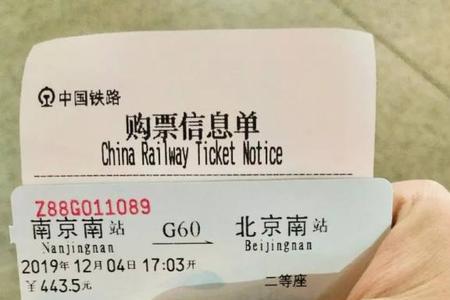 中国铁路
购票信息单
China Railway Ticket Notice
Z88G011089
南京南站 G60 北京南站
Nanjingnan Beijingnan
2019年12月04日17:03开
￥443.5元 二等座